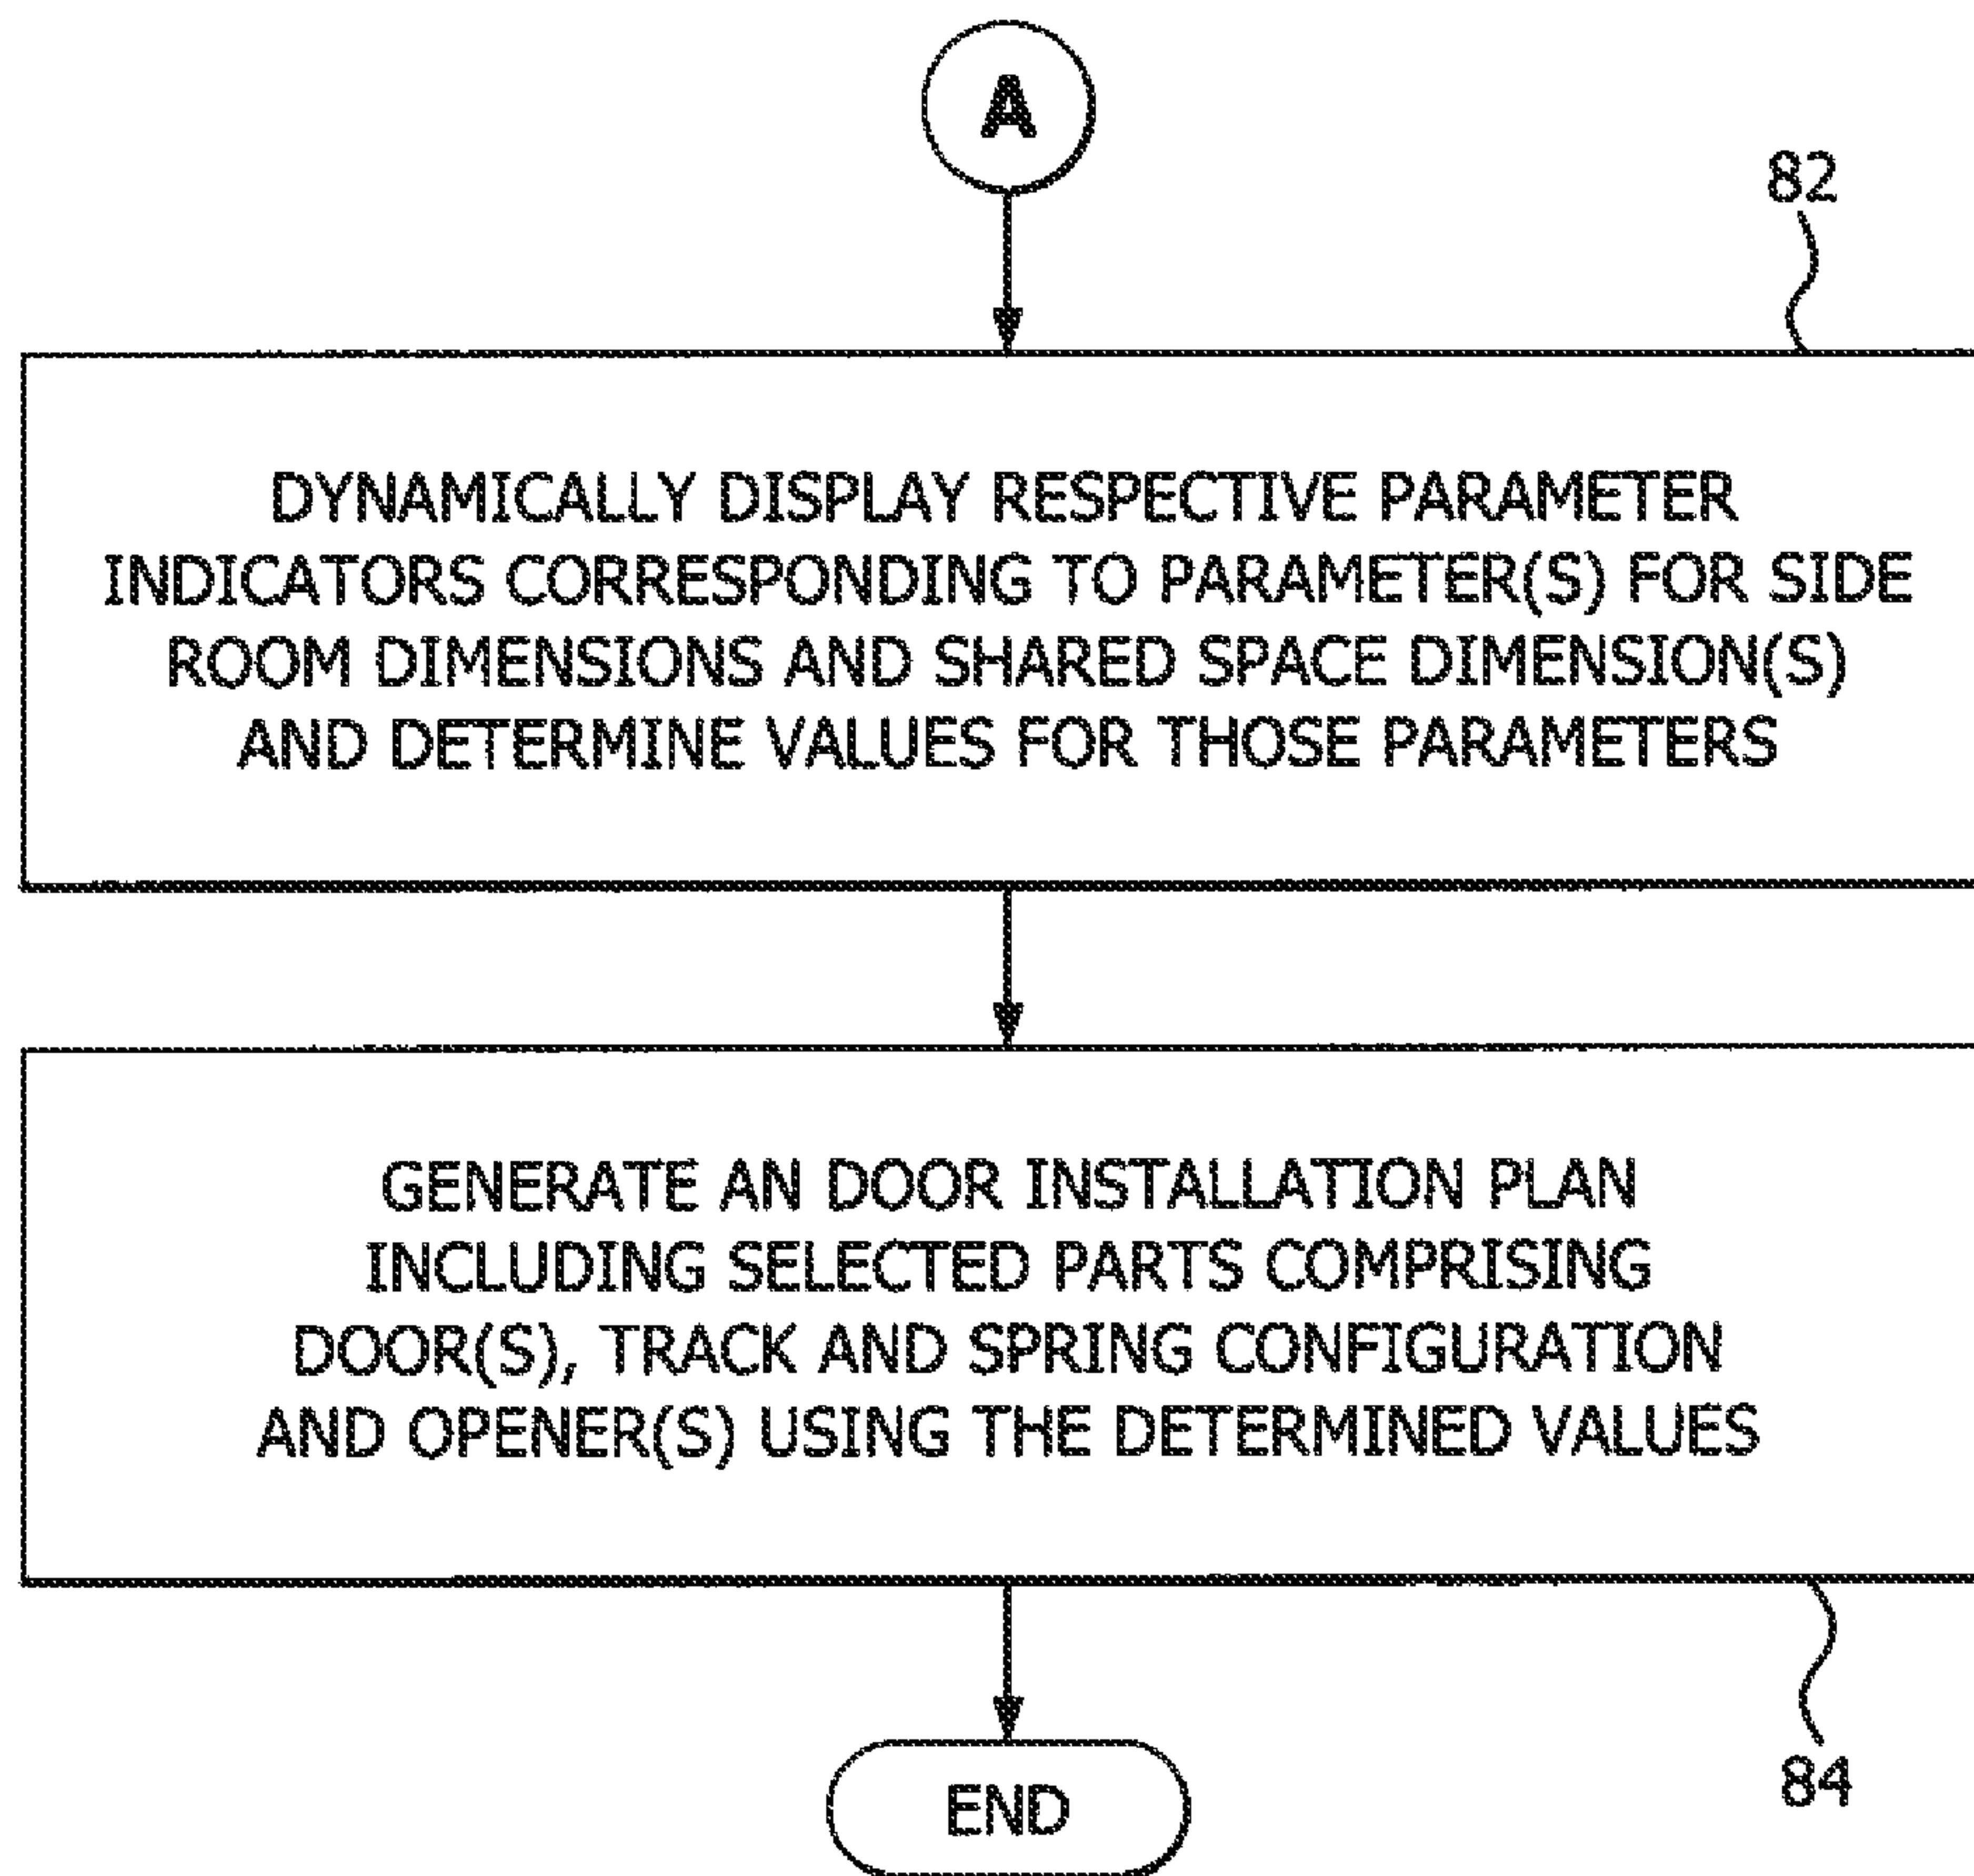 A
82
DYNAMICALLY DISPLAY RESPECTIVE PARAMETER
INDICATORS CORRESPONDING TO PARAMETER(S) FOR SIDE
ROOM DIMENSIONS AND SHARED SPACE DIMENSION(S)
AND DETERMINE VALUES FOR THOSE PARAMETERS
GENERATE AN DOOR INSTALLATION PLAN
INCLUDING SELECTED PARTS COMPRISING
DOOR(S), TRACK AND SPRING CONFIGURATION
AND OPENER(S) USING THE DETERMINED VALUES
84
END